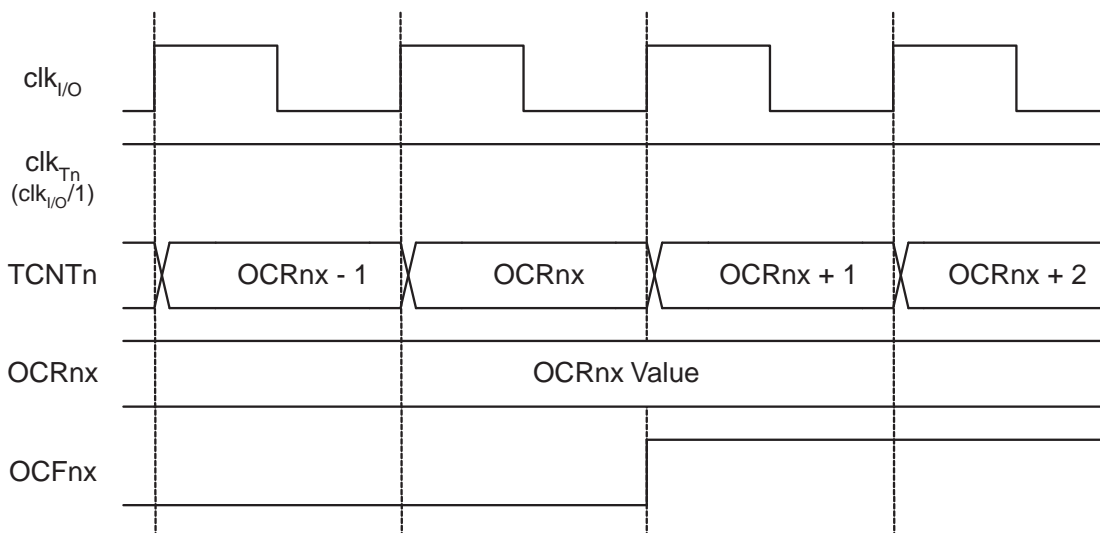 clkI/O
clkTn
(clkI/O/1)
TCNTn
OCRnx - 1
OCRnx
OCRnx + 1
OCRnx + 2
OCRnx
OCRnx Value
OCFnx